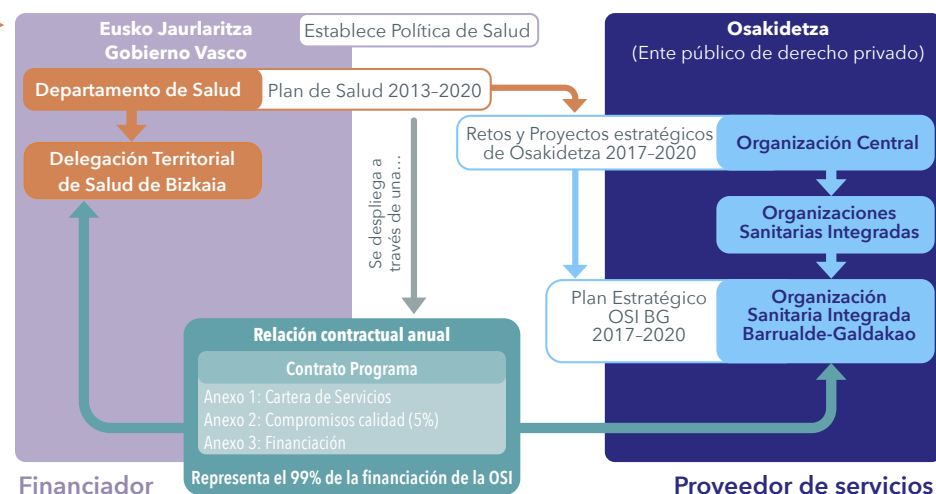 Eusko Jaurlaritza
Gobierno Vasco
Establece Política de Salud
Osakidetza
(Ente público de derecho privado)
Departamento de Salud
Plan de Salud 2013–2020
Retos y Proyectos estratégicos
de Osakidetza 2017–2020
Organización Central
Delegación Territorial
de Salud de Bizkaia
Se despliega a
través de una…
Organizaciones
Sanitarias Integradas
Plan Estratégico
OSI BG
2017–2020
Organización
Sanitaria Integrada
Barrualde-Galdakao
Relación contractual anual
Contrato Programa
Anexo 1: Cartera de Servicios
Anexo 2: Compromisos calidad (5%)
Anexo 3: Financiación
Representa el 99% de la financiación de la OSI
Financiador
Proveedor de servicios